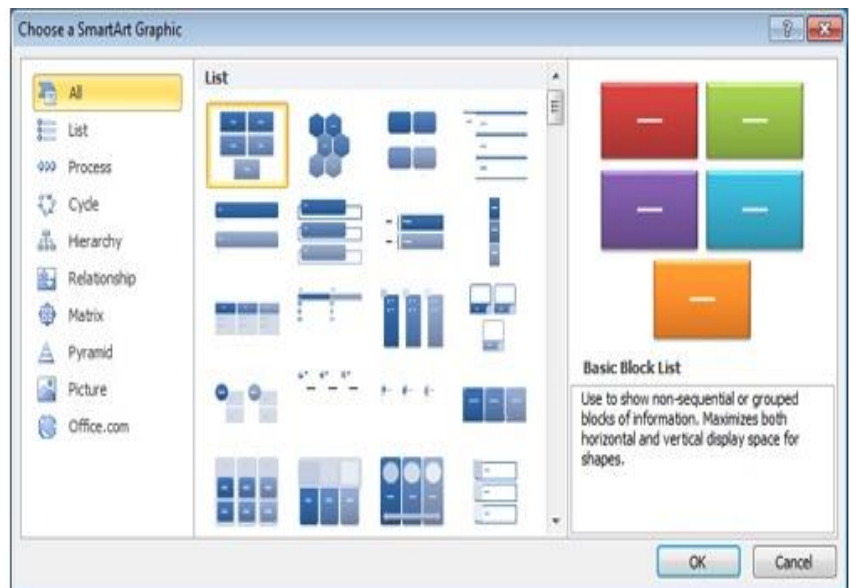 Choose a SmartArt Graphic
All
List
Process
Cycle
Hierarchy
Relationship
Matrix
Pyramid
Picture
Office.com
List
Basic Block List
Use to show non-sequential or grouped
blocks of information. Maximizes both
horizontal and vertical display space for
shapes.
OK
Cancel